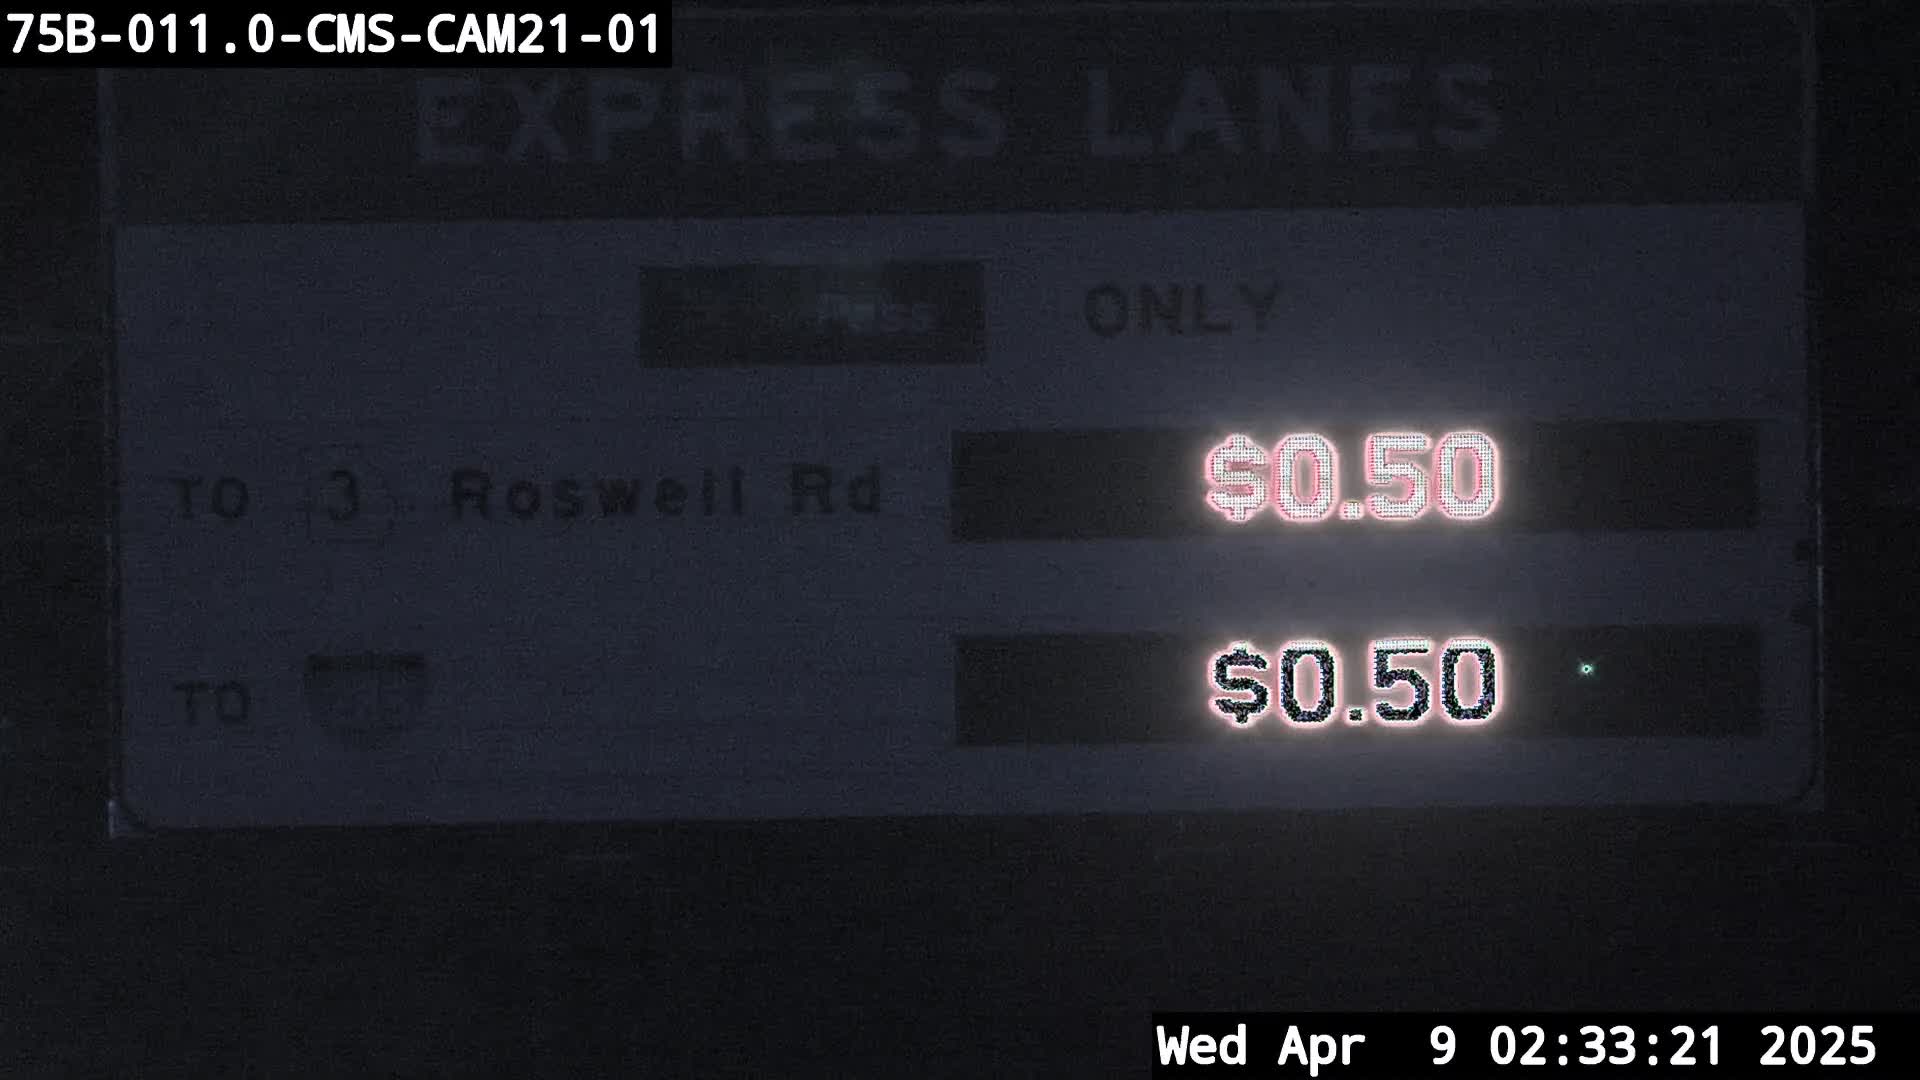 75B-011.0-CMS-CAM21-01
EXPRESS LANES
Pass ONLY
TO 3 Roswell Rd $0.50
TO $0.50
Wed Apr 9 02:33:21 2025